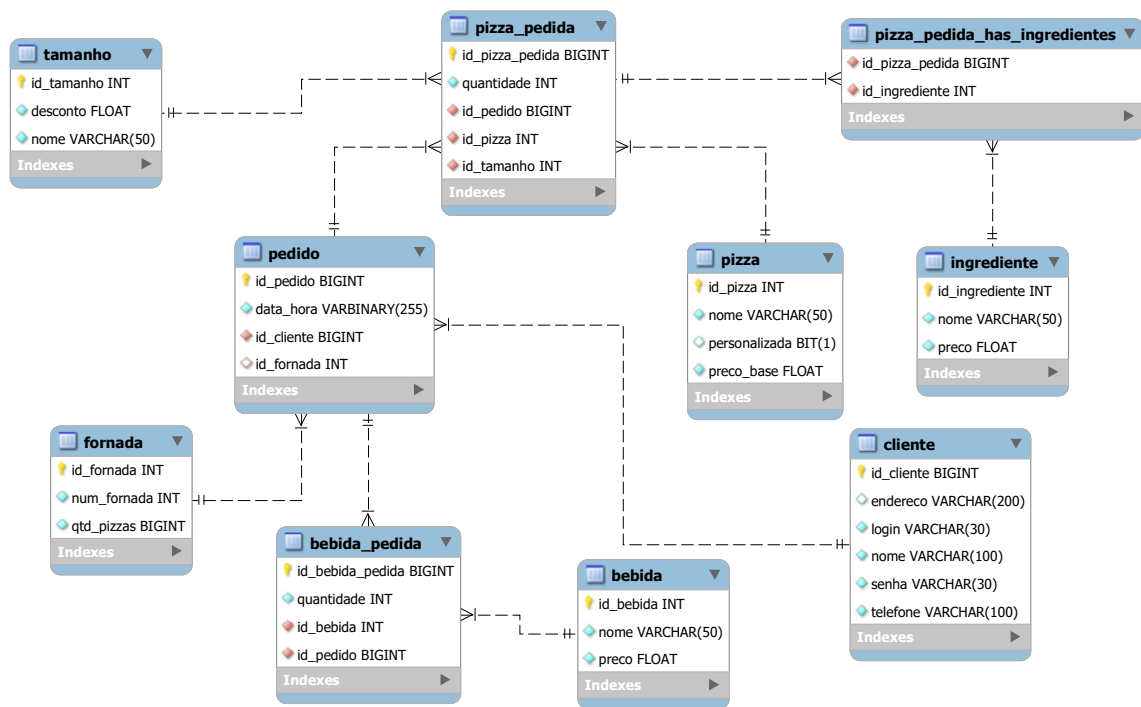 tamanho
id_tamanho INT
desconto FLOAT
nome VARCHAR(50)
Indexes
pizza_pedida
id_pizza_pedida BIGINT
quantidade INT
id_pedido BIGINT
id_pizza INT
id_tamanho INT
Indexes
pizza_pedida_has_ingredientes
id_pizza_pedida BIGINT
id_ingrediente INT
Indexes
pedido
id_pedido BIGINT
data_hora VARBINARY(255)
id_cliente BIGINT
id_fornada INT
Indexes
pizza
id_pizza INT
nome VARCHAR(50)
personalizada BIT(1)
preco_base FLOAT
Indexes
ingrediente
id_ingrediente INT
nome VARCHAR(50)
preco FLOAT
Indexes
fornada
id_fornada INT
num_fornada INT
qtd_pizzas BIGINT
Indexes
bebida_pedida
id_bebida_pedida BIGINT
quantidade INT
id_bebida INT
id_pedido BIGINT
Indexes
bebida
id_bebida INT
nome VARCHAR(50)
preco FLOAT
Indexes
cliente
id_cliente BIGINT
endereco VARCHAR(200)
login VARCHAR(30)
nome VARCHAR(100)
senha VARCHAR(30)
telefone VARCHAR(100)
Indexes